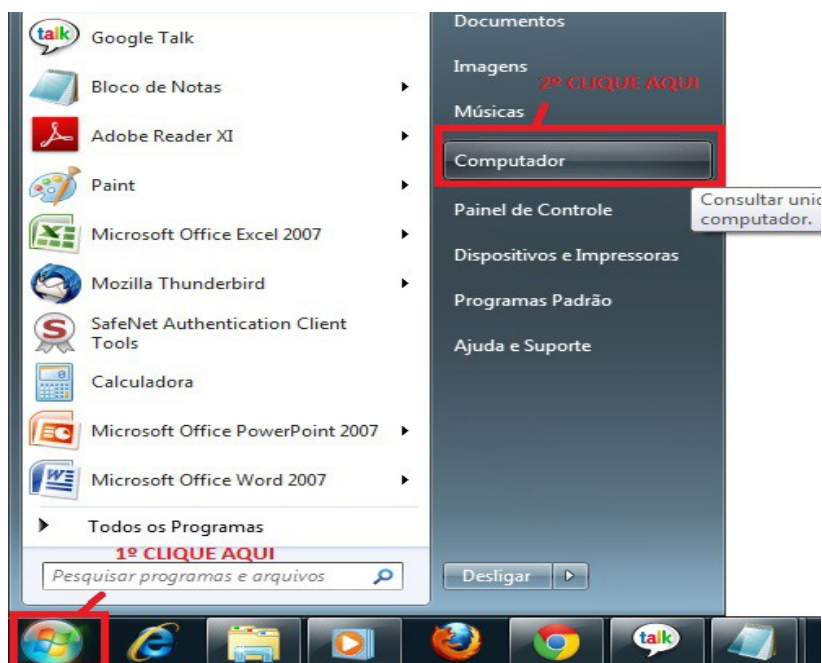 talk Google Talk
Bloco de Notas
Adobe Reader XI
Paint
Microsoft Office Excel 2007
Mozilla Thunderbird
SafeNet Authentication Client
Tools
Calculadora
Microsoft Office PowerPoint 2007
Microsoft Office Word 2007
Todos os Programas
1º CLIQUE AQUI
Pesquisar programas e arquivos
Documentos
Imagens
2º CLIQUE AQUI
Músicas
Computador
Consultar unid
computador.
Painel de Controle
Dispositivos e Impressoras
Programas Padrão
Ajuda e Suporte
Desligar
talk